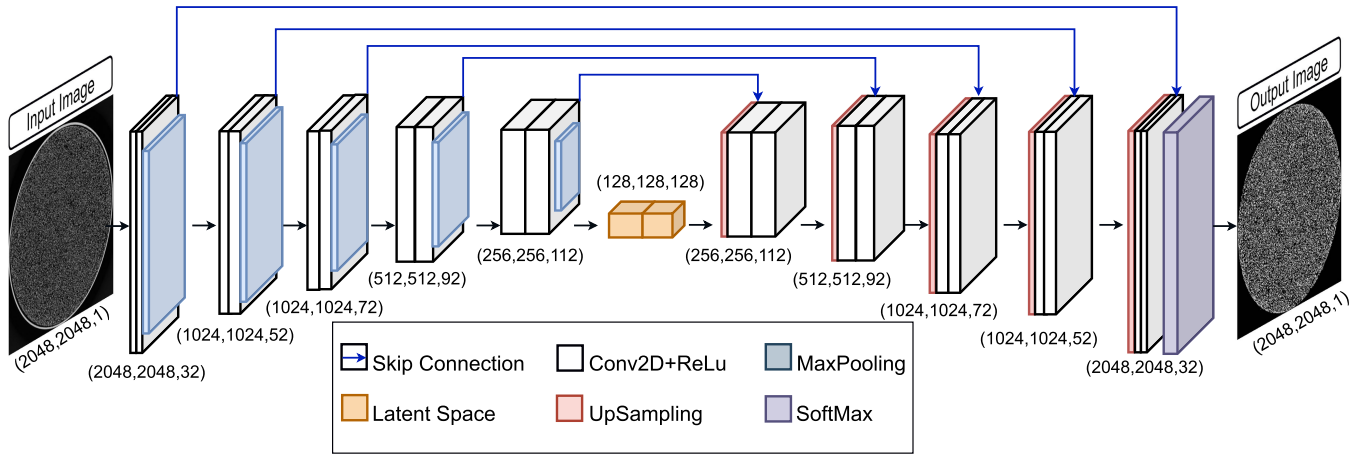 Input Image
(2048,2048,1)
(2048,2048,32)
(1024,1024,52)
(1024,1024,72)
(512,512,92)
(256,256,112)
(128,128,128)
(256,256,112)
(512,512,92)
(1024,1024,72)
(1024,1024,52)
(2048,2048,32)
Output Image
(2048,2048,1)
Skip Connection
Conv2D+ReLu
MaxPooling
Latent Space
UpSampling
SoftMax